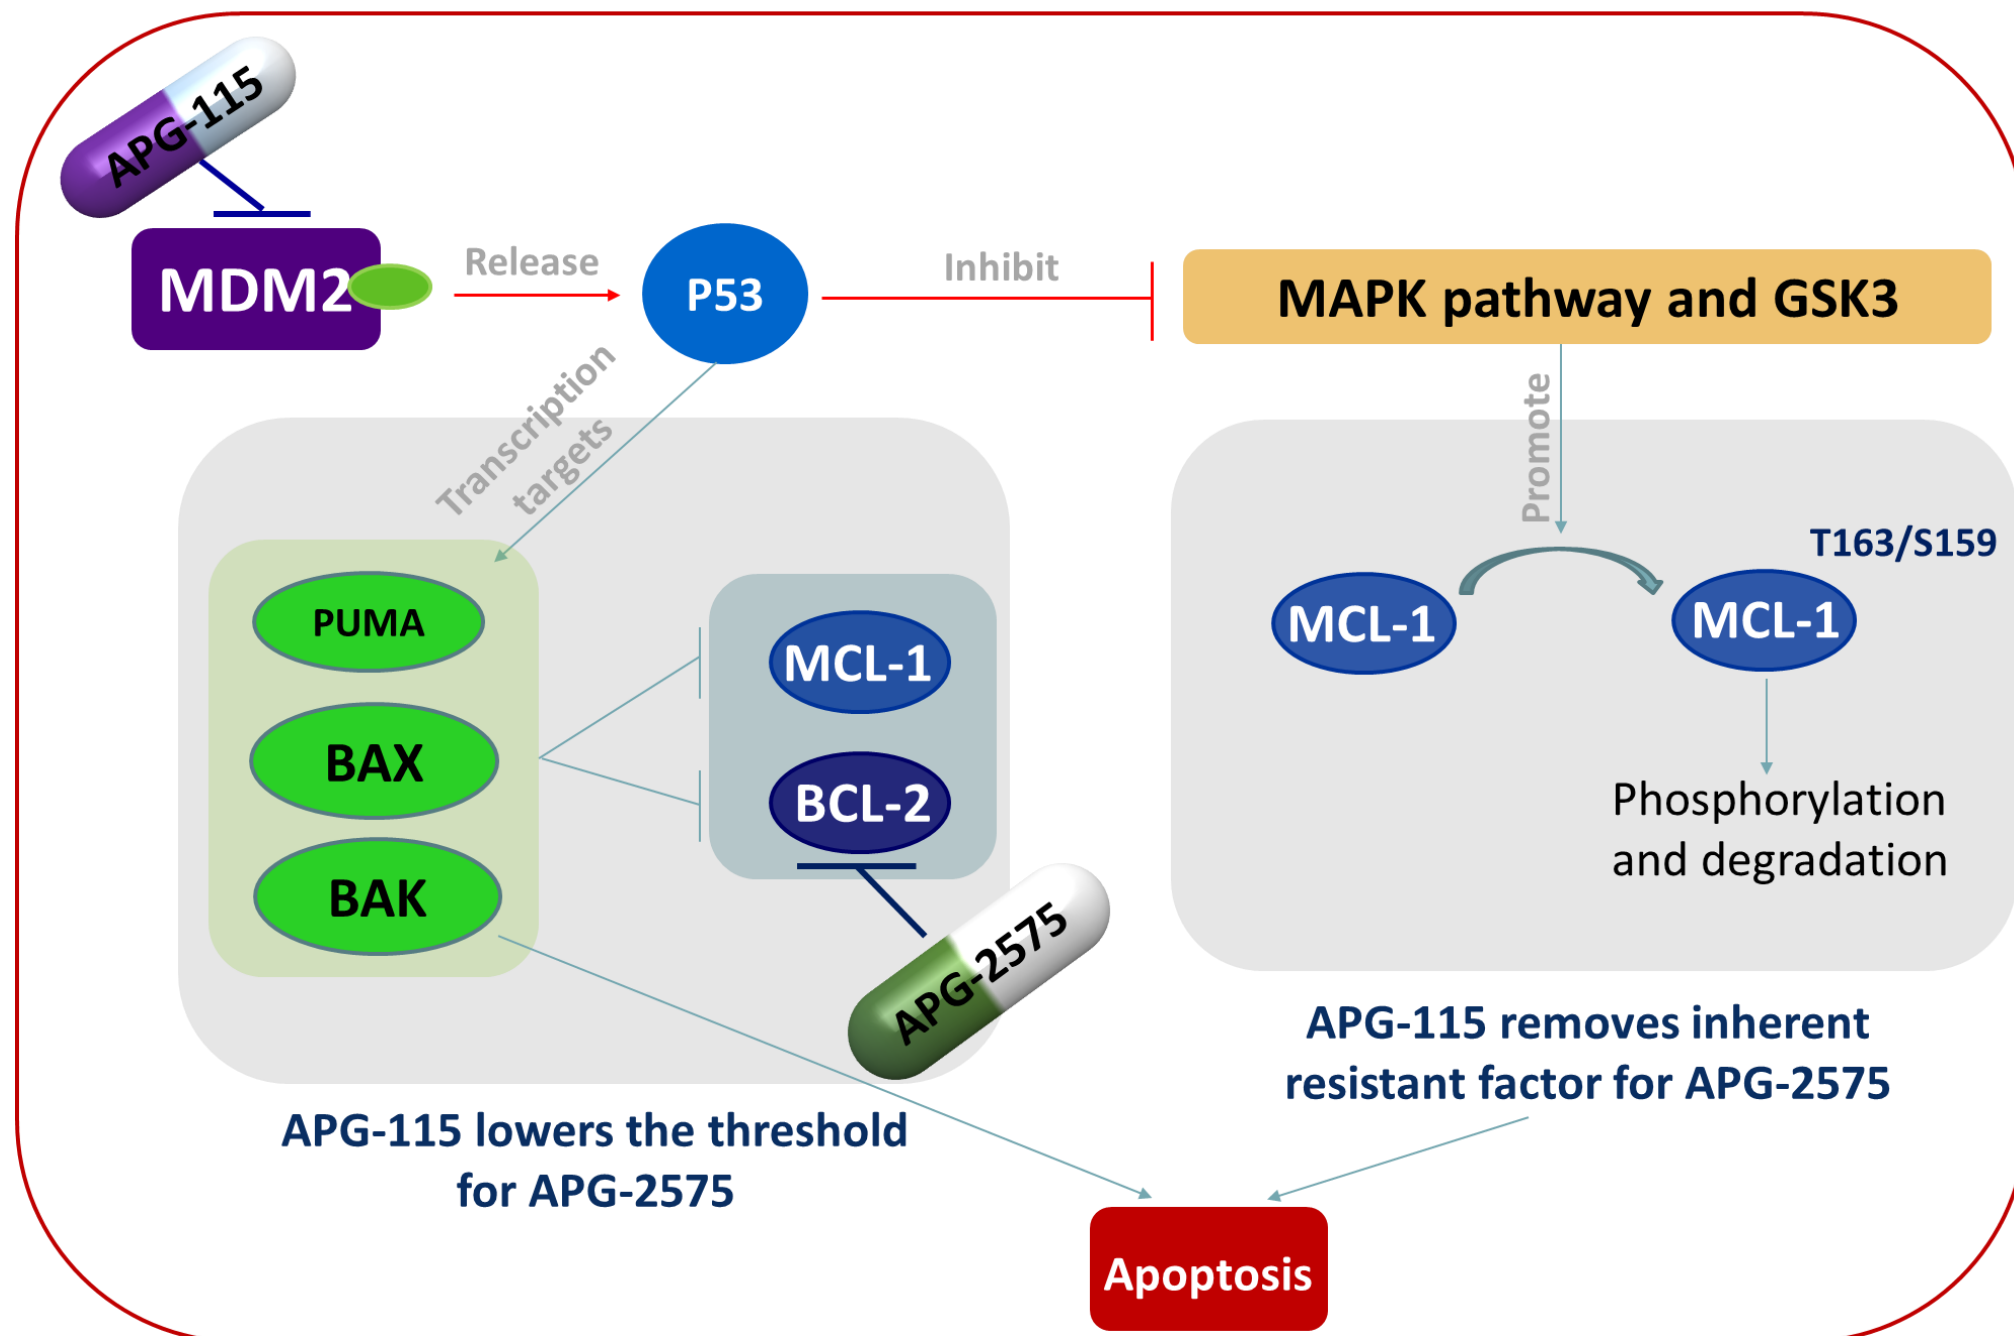 APG-115
MDM2
Release
P53
Inhibit
MAPK pathway and GSK3
Transcription
targets
Promote
PUMA
BAX
BAK
MCL-1
BCL-2
APG-2575
T163/S159
MCL-1
MCL-1
Phosphorylation
and degradation
APG-115 lowers the threshold
for APG-2575
APG-115 removes inherent
resistant factor for APG-2575
Apoptosis